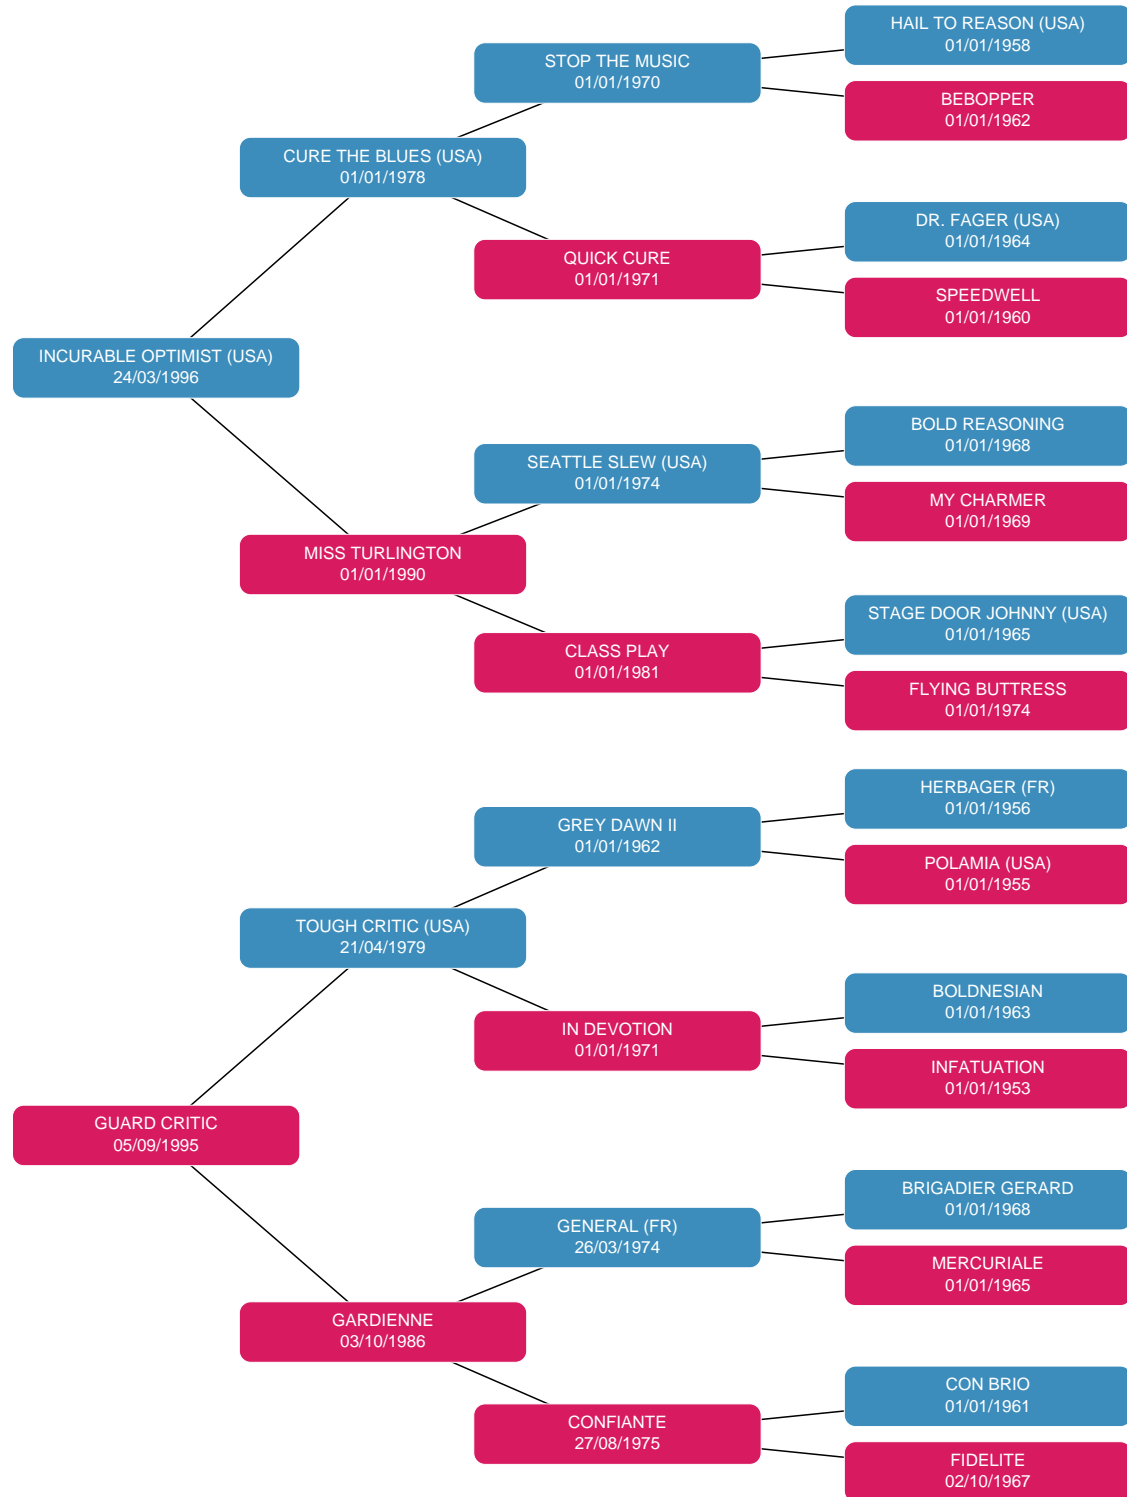 HAIL TO REASON (USA)
01/01/1958
STOP THE MUSIC
01/01/1970
BEBOPPER
01/01/1962
CURE THE BLUES (USA)
01/01/1978
DR. FAGER (USA)
01/01/1964
QUICK CURE
01/01/1971
SPEEDWELL
01/01/1960
INCURABLE OPTIMIST (USA)
24/03/1996
BOLD REASONING
01/01/1968
SEATTLE SLEW (USA)
01/01/1974
MY CHARMER
01/01/1969
MISS TURLINGTON
01/01/1990
STAGE DOOR JOHNNY (USA)
01/01/1965
CLASS PLAY
01/01/1981
FLYING BUTTRESS
01/01/1974
HERBAGER (FR)
01/01/1956
GREY DAWN II
01/01/1962
POLAMIA (USA)
01/01/1955
TOUGH CRITIC (USA)
21/04/1979
BOLDNESIAN
01/01/1963
IN DEVOTION
01/01/1971
INFATUATION
01/01/1953
GUARD CRITIC
05/09/1995
BRIGADIER GERARD
01/01/1968
GENERAL (FR)
26/03/1974
MERCURIALE
01/01/1965
GARDIENNE
03/10/1986
CON BRIO
01/01/1961
CONFIANTE
27/08/1975
FIDELITE
02/10/1967